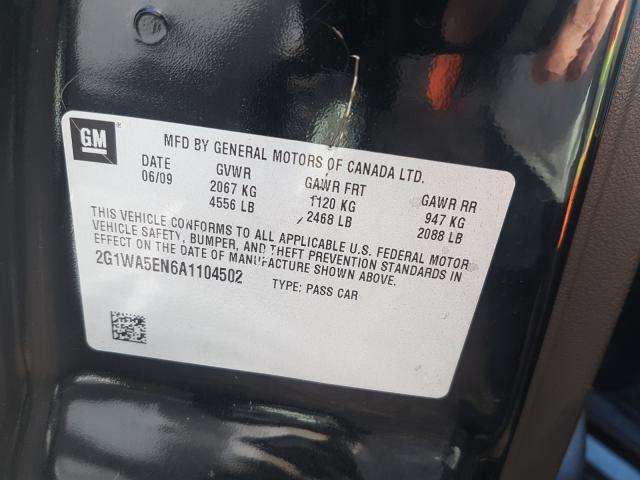 GM
MFD BY GENERAL MOTORS OF CANADA LTD.
DATE GVWR GAWR FRT GAWR RR
06/09 2067 KG 1120 KG 947 KG
4556 LB 2468 LB 2088 LB
THIS VEHICLE CONFORMS TO ALL APPLICABLE U.S. FEDERAL MOTOR
VEHICLE SAFETY, BUMPER, AND THEFT PREVENTION STANDARDS IN
EFFECT ON THE DATE OF MANUFACTURE SHOWN ABOVE.
2G1WA5EN6A1104502 TYPE: PASS CAR